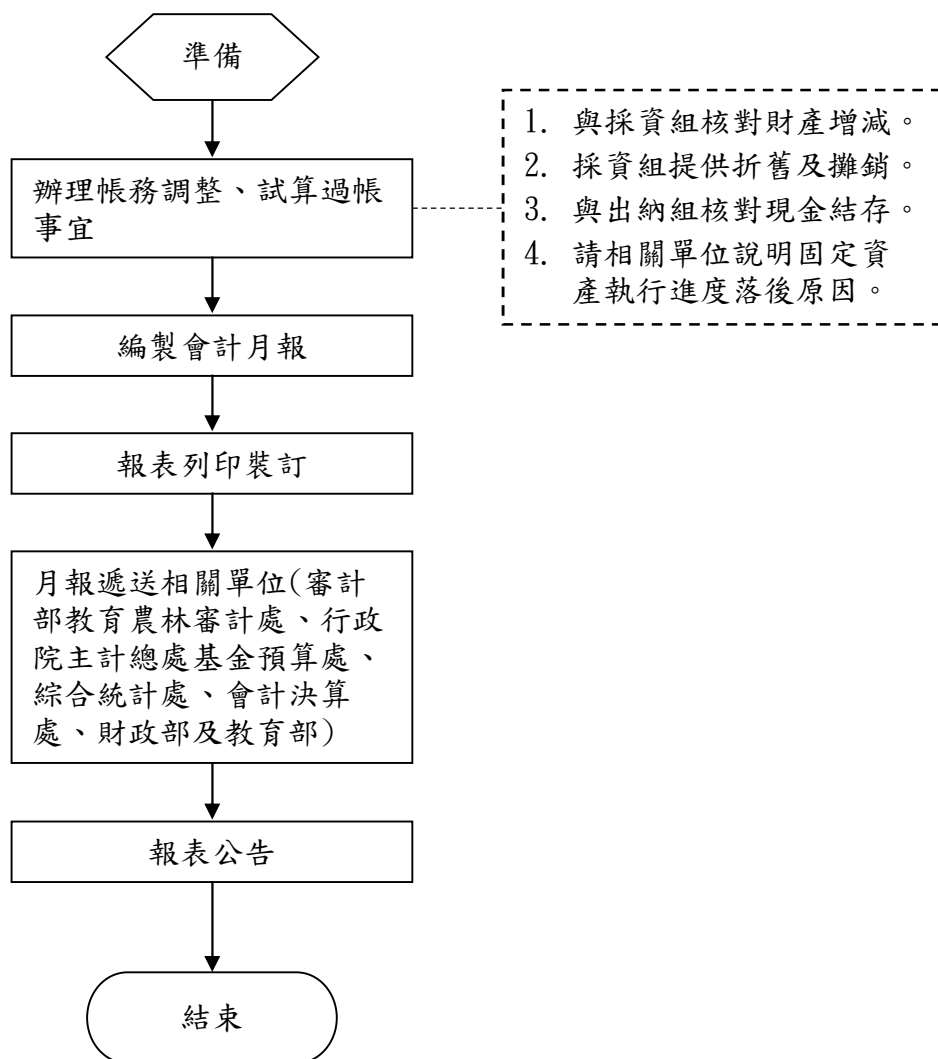 準備
辦理帳務調整、試算過帳
事宜
1. 與採資組核對財產增減。
2. 採資組提供折舊及攤銷。
3. 與出納組核對現金結存。
4. 請相關單位說明固定資
產執行進度落後原因。
編製會計月報
報表列印裝訂
月報遞送相關單位(審計
部教育農林審計處、行政
院主計總處基金預算處、
綜合統計處、會計決算
處、財政部及教育部)
報表公告
結束